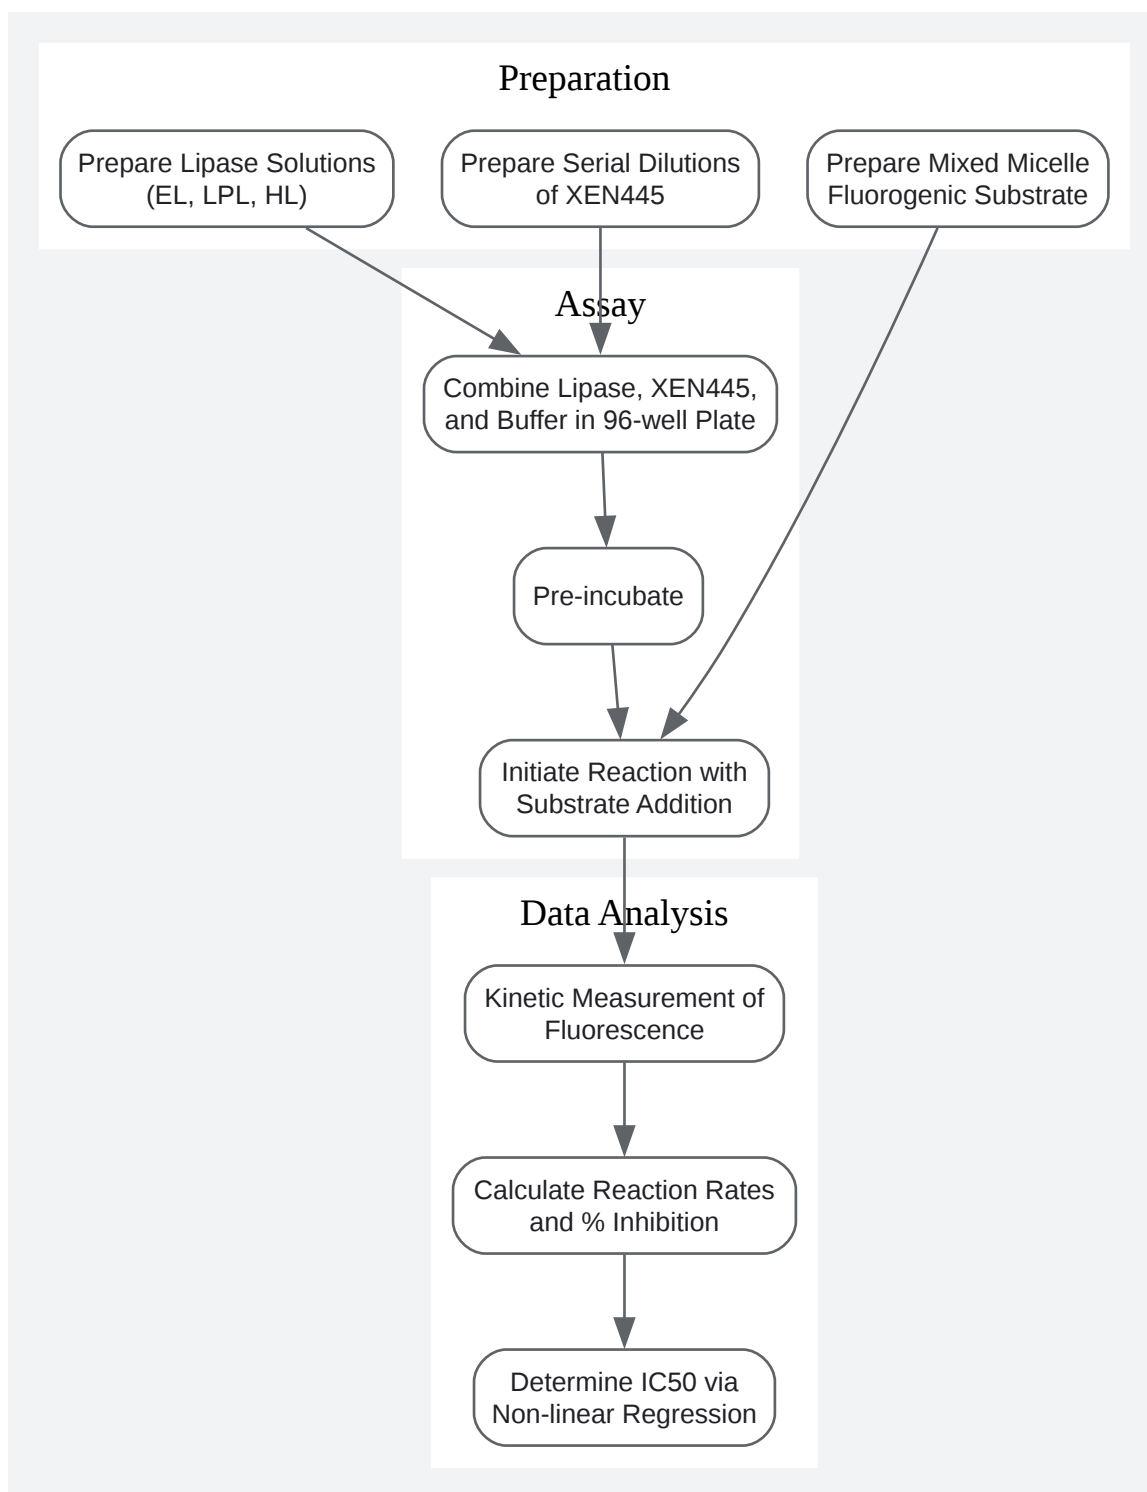 Preparation
Prepare Lipase Solutions
(EL, LPL, HL)
Prepare Serial Dilutions
of XEN445
Prepare Mixed Micelle
Fluorogenic Substrate
Assay
Combine Lipase, XEN445,
and Buffer in 96-well Plate
Pre-incubate
Initiate Reaction with
Substrate Addition
Data Analysis
Kinetic Measurement of
Fluorescence
Calculate Reaction Rates
and % Inhibition
Determine IC50 via
Non-linear Regression